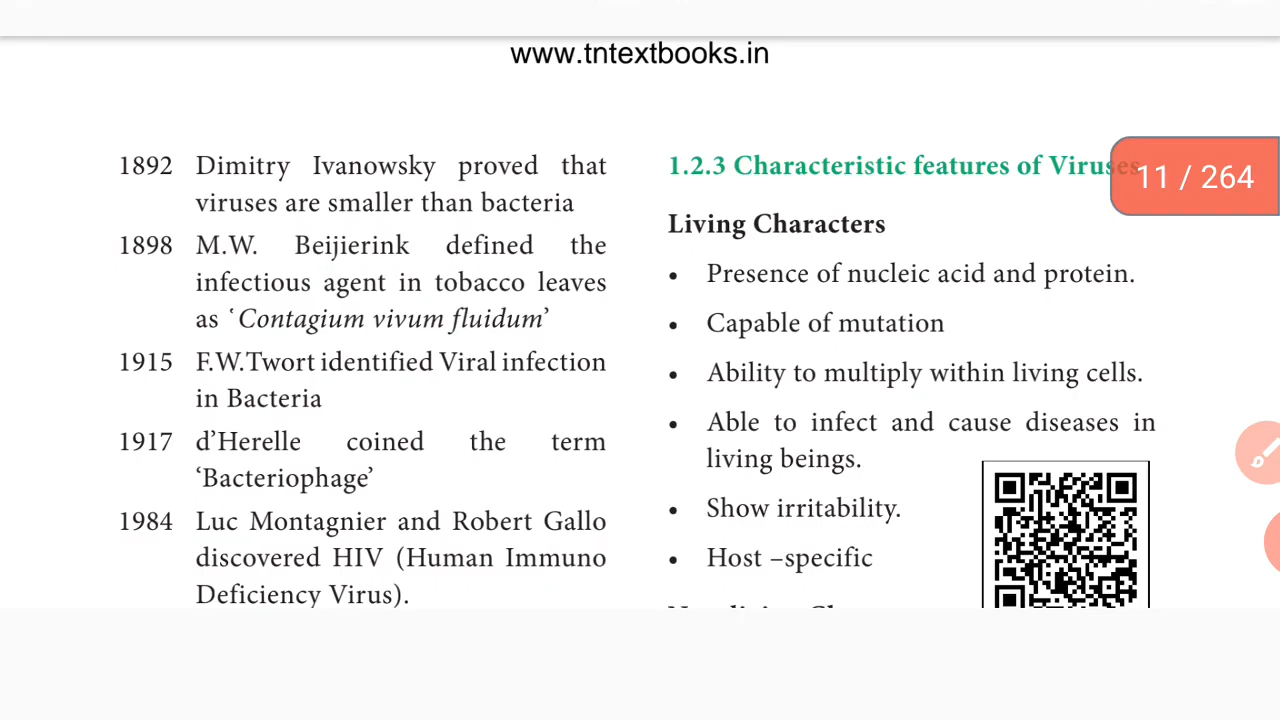 www.tntextbooks.in
1892 Dimitry Ivanowsky proved that
viruses are smaller than bacteria
1898 M.W. Beijierink defined the
infectious agent in tobacco leaves
as ‘Contagium vivum fluidum’
1915 F.W.Twort identified Viral infection
in Bacteria
1917 d’Herelle coined the term
‘Bacteriophage’
1984 Luc Montagnier and Robert Gallo
discovered HIV (Human Immuno
Deficiency Virus).
1.2.3 Characteristic features of Viruses
11 / 264
Living Characters
• Presence of nucleic acid and protein.
• Capable of mutation
• Ability to multiply within living cells.
• Able to infect and cause diseases in
living beings.
• Show irritability.
• Host –specific